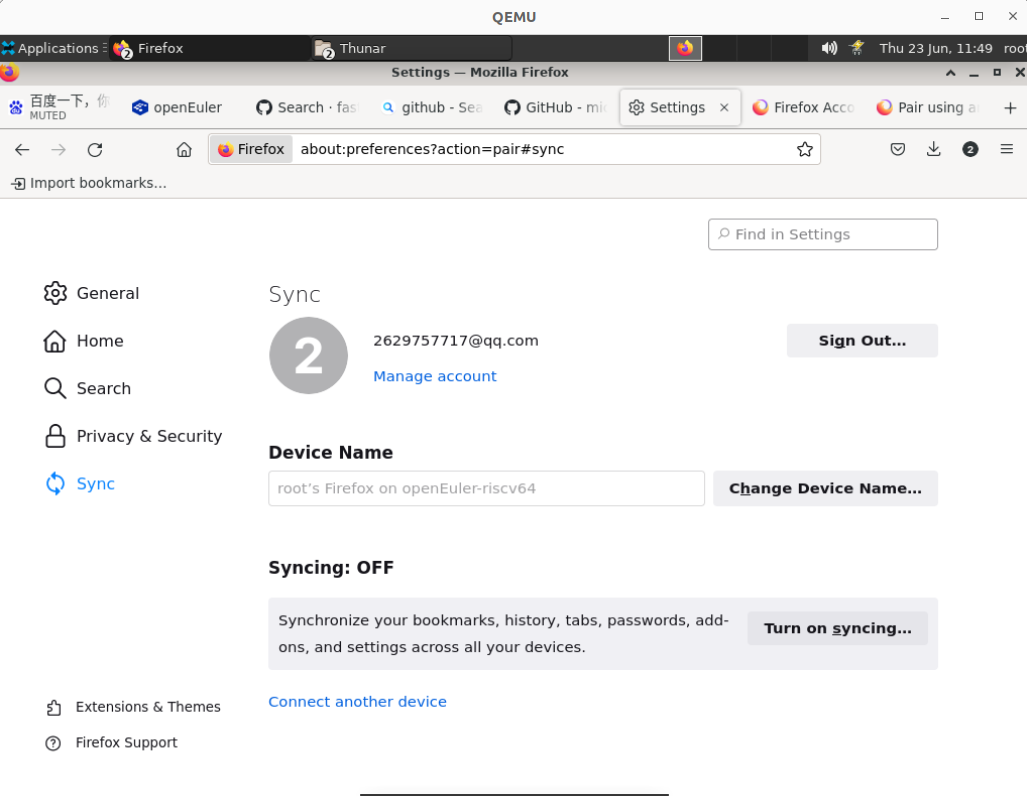 QEMU
Applications Firefox Thunar Thu 23 Jun, 11:49 root
Settings — Mozilla Firefox
百度一下，你 MUTED openEuler Search · fas github - Sea GitHub - mic Settings Firefox Acco Pair using a
Firefox about:preferences?action=pair#sync 2
Import bookmarks...
Find in Settings
General
Home
Search
Privacy & Security
Sync
Extensions & Themes
Firefox Support
Sync
2
2629757717@qq.com
Sign Out...
Manage account
Device Name
root's Firefox on openEuler-riscv64
Change Device Name...
Syncing: OFF
Synchronize your bookmarks, history, tabs, passwords, add-
ons, and settings across all your devices.
Turn on syncing...
Connect another device